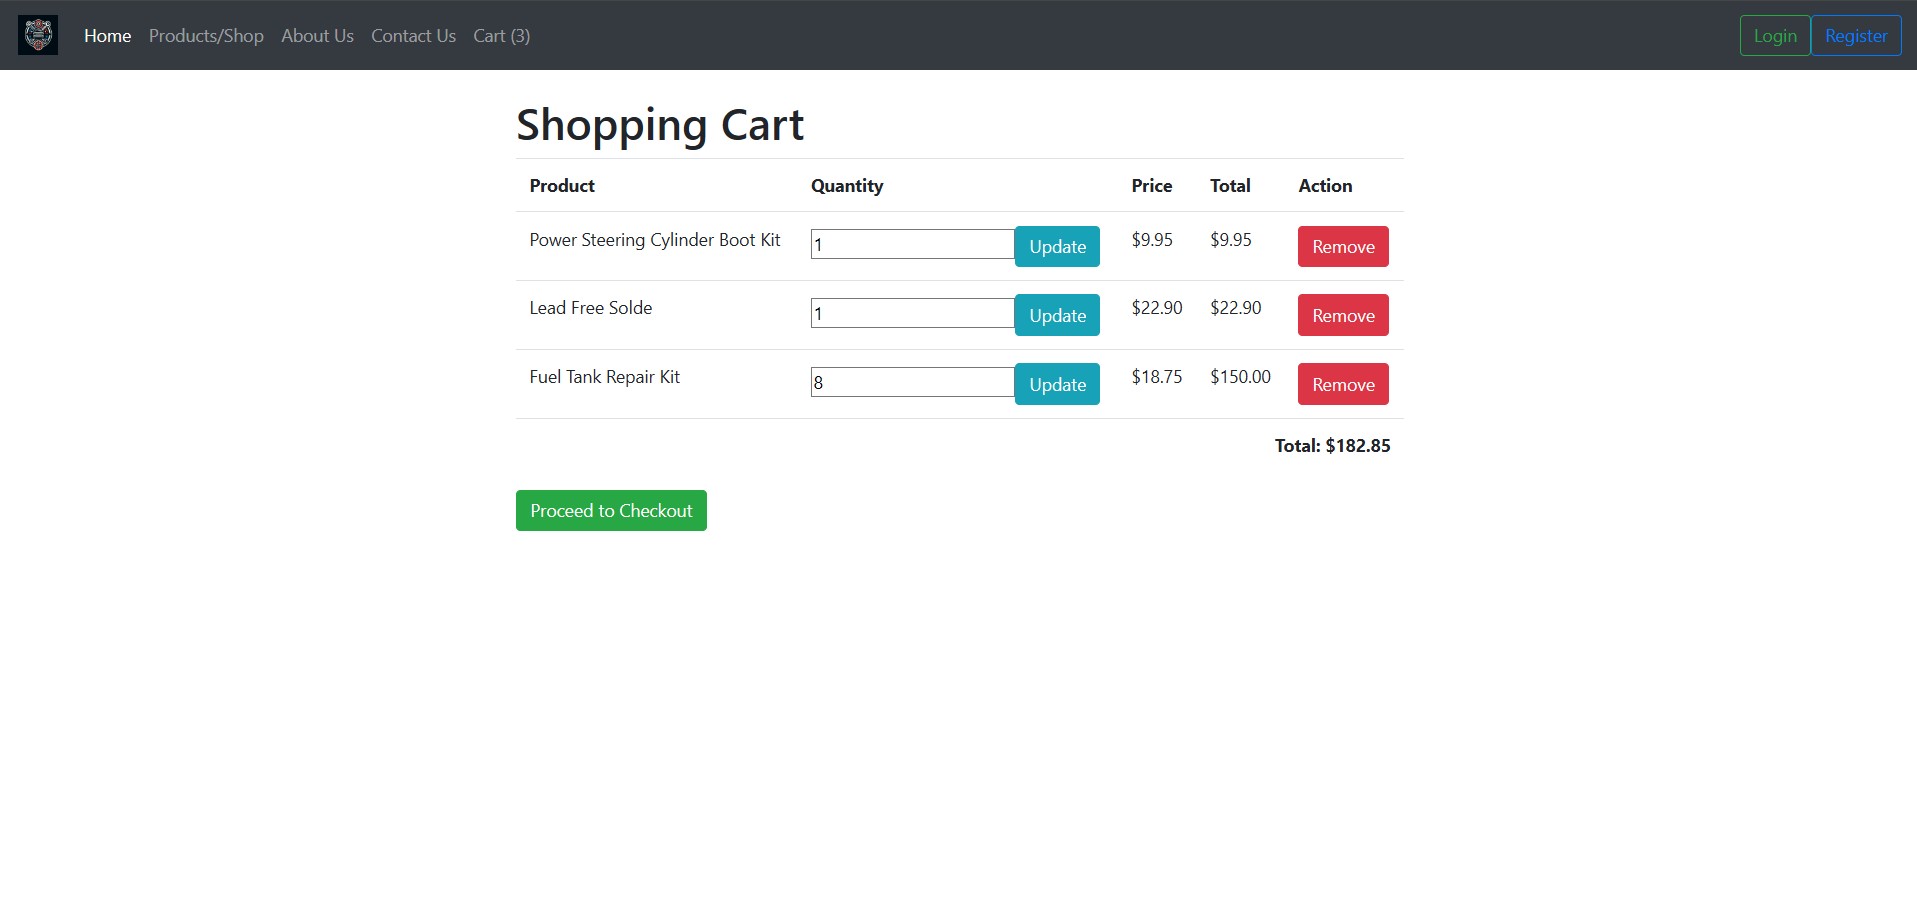 Home Products/Shop About Us Contact Us Cart (3) Login Register
Shopping Cart
Product Quantity Price Total Action
Power Steering Cylinder Boot Kit 1 Update $9.95 $9.95 Remove
Lead Free Solde 1 Update $22.90 $22.90 Remove
Fuel Tank Repair Kit 8 Update $18.75 $150.00 Remove
Total: $182.85
Proceed to Checkout